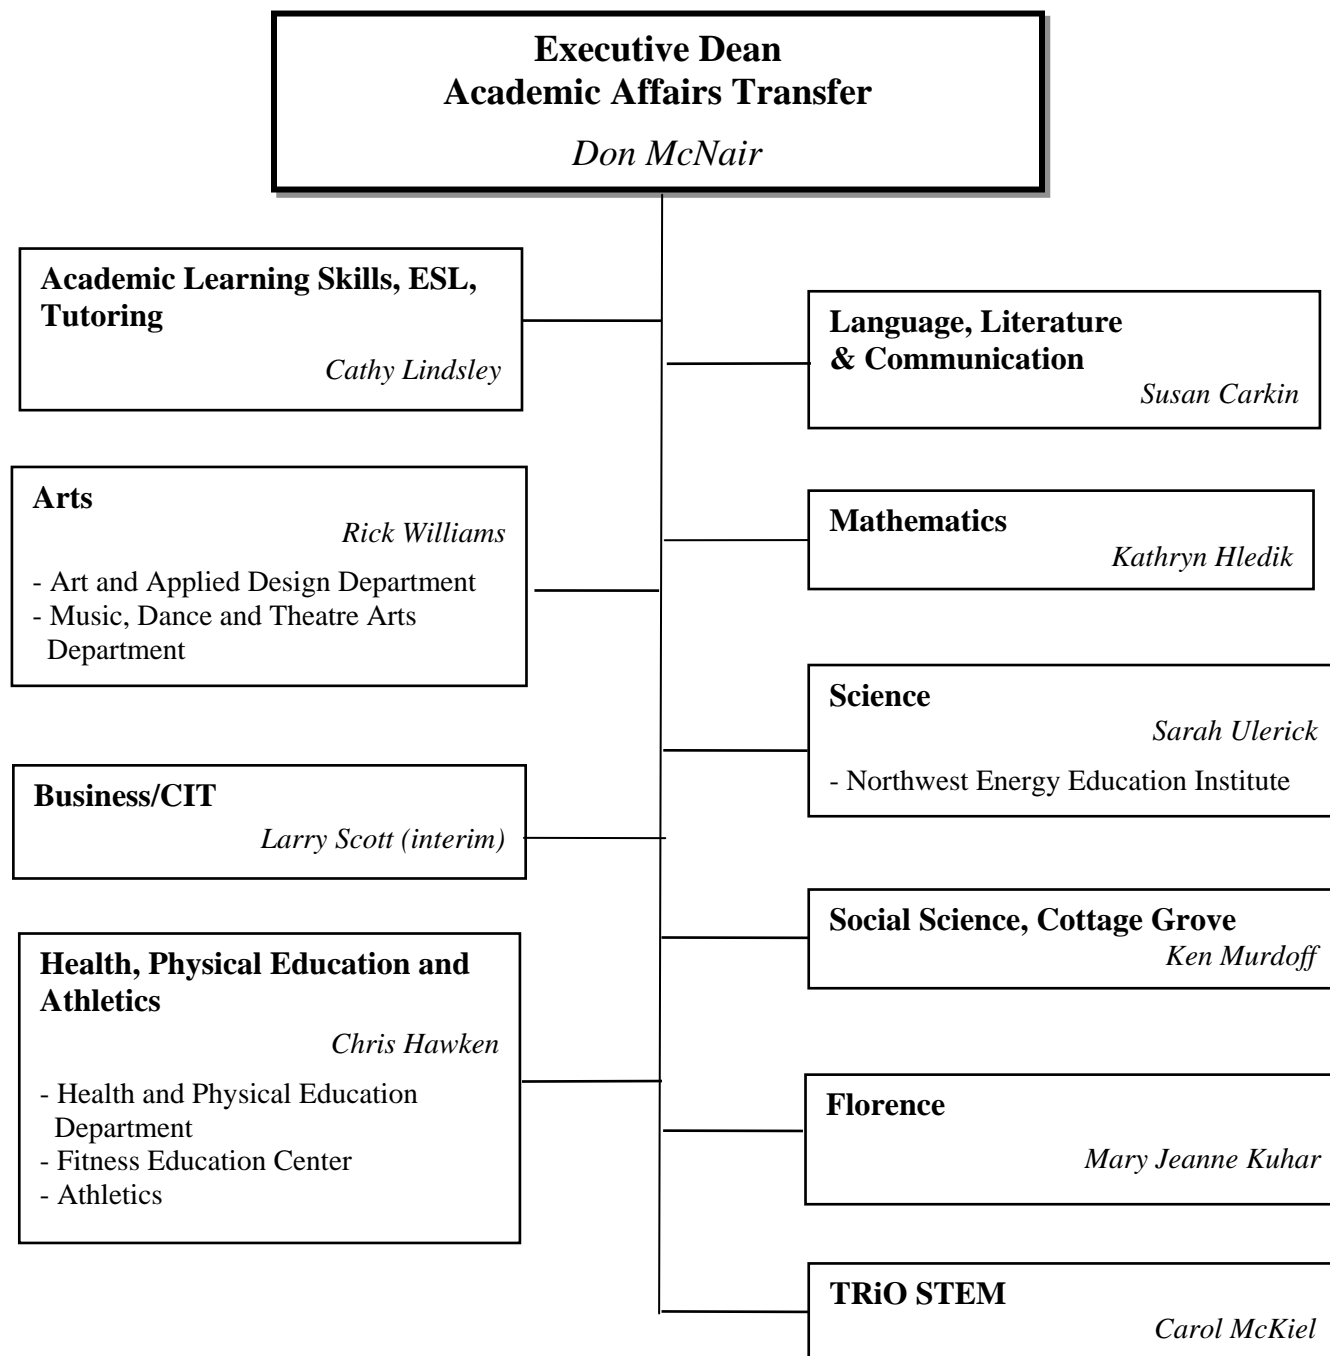 Executive Dean
Academic Affairs Transfer
Don McNair
Academic Learning Skills, ESL,
Tutoring
Cathy Lindsley
Arts
Rick Williams
- Art and Applied Design Department
- Music, Dance and Theatre Arts
Department
Business/CIT
Larry Scott (interim)
Health, Physical Education and
Athletics
Chris Hawken
- Health and Physical Education
Department
- Fitness Education Center
- Athletics
Language, Literature
& Communication
Susan Carkin
Mathematics
Kathryn Hledik
Science
Sarah Ulerick
- Northwest Energy Education Institute
Social Science, Cottage Grove
Ken Murdoff
Florence
Mary Jeanne Kuhar
TRiO STEM
Carol McKiel